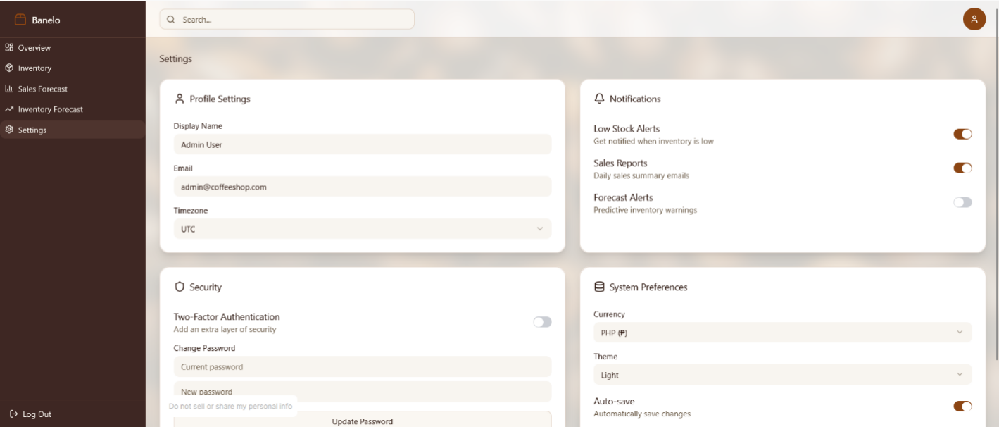 Banelo
Search...
Overview
Inventory
Sales Forecast
Inventory Forecast
Settings
Log Out
Settings
Profile Settings
Display Name
Admin User
Email
admin@coffeeshop.com
Timezone
UTC
Notifications
Low Stock Alerts
Get notified when inventory is low
Sales Reports
Daily sales summary emails
Forecast Alerts
Predictive inventory warnings
Security
Two-Factor Authentication
Add an extra layer of security
Change Password
Current password
New password
Do not sell or share my personal info
Update Password
System Preferences
Currency
PHP (₱)
Theme
Light
Auto-save
Automatically save changes